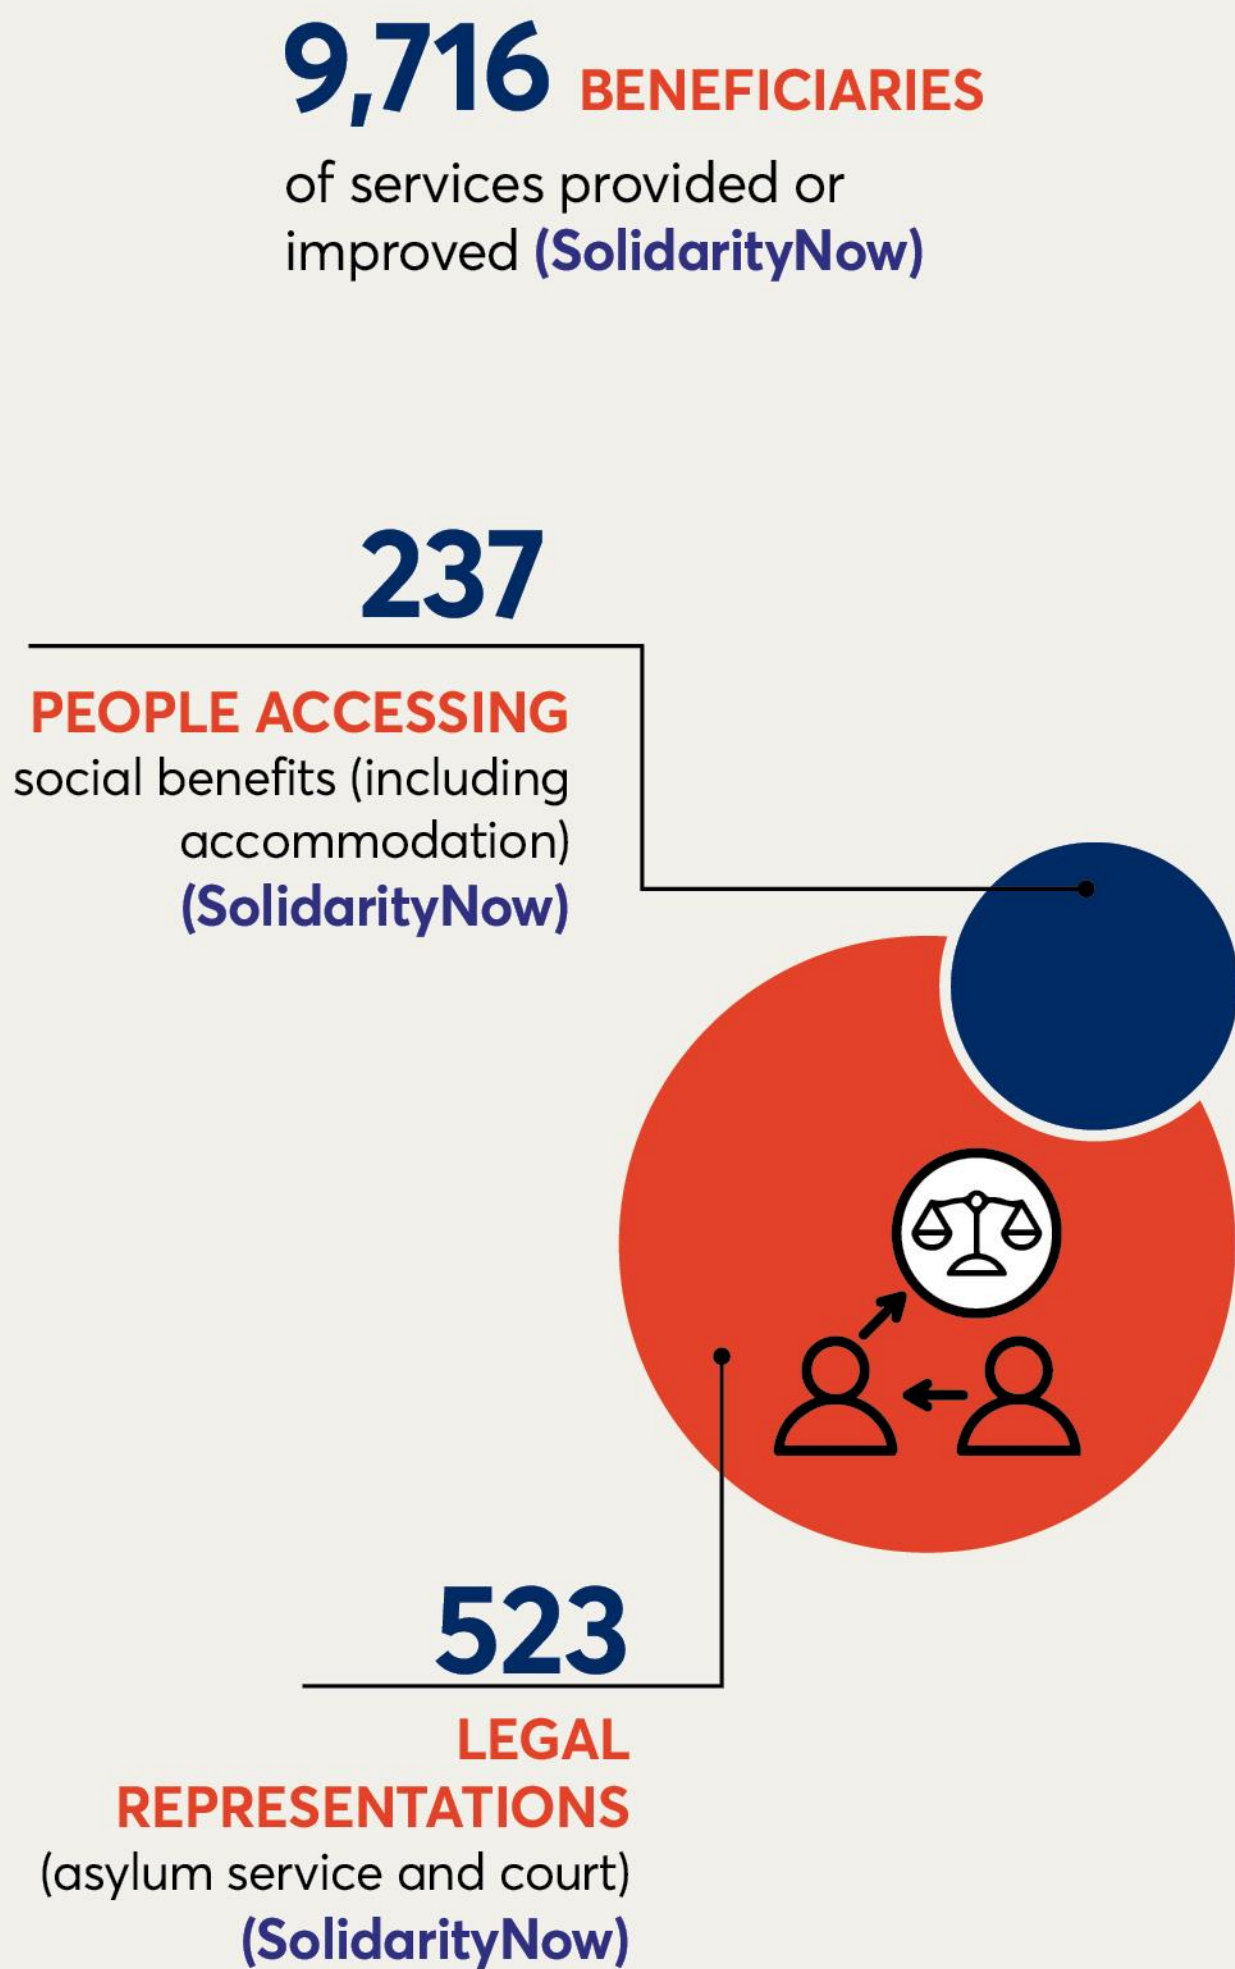 9,716 BENEFICIARIES
of services provided or
improved (SolidarityNow)
237
PEOPLE ACCESSING
social benefits (including
accommodation)
(SolidarityNow)
523
LEGAL
REPRESENTATIONS
(asylum service and court)
(SolidarityNow)